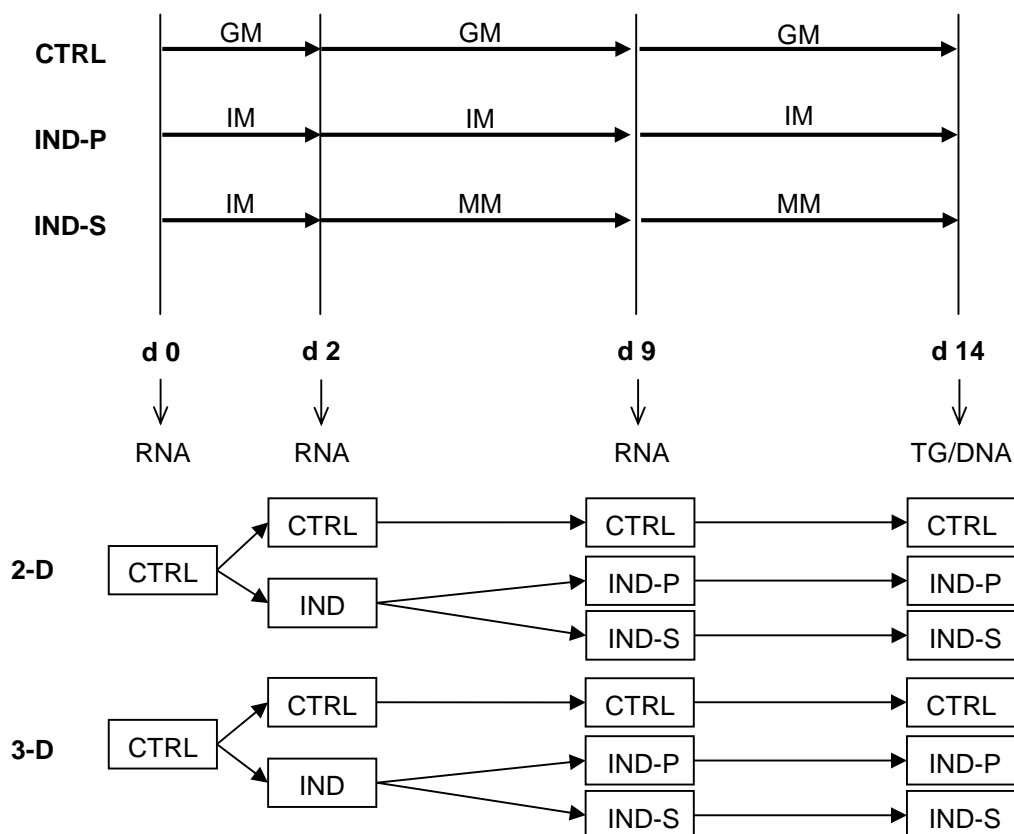 GM GM GM
CTRL
IM IM IM
IND-P
IM MM MM
IND-S
d 0 d 2 d 9 d 14
RNA RNA RNA TG/DNA
CTRL CTRL CTRL
2-D CTRL
IND-P IND-P
IND
IND-S IND-S
CTRL CTRL CTRL
3-D CTRL
IND-P IND-P
IND
IND-S IND-S